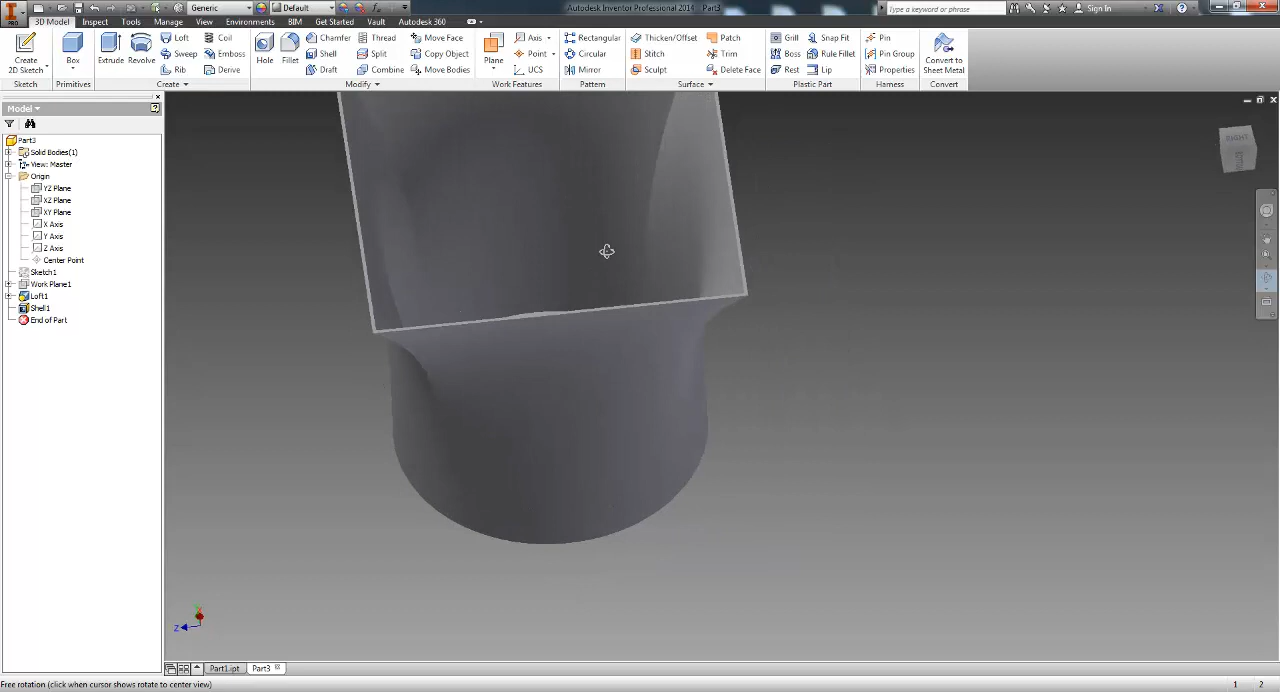 Generic
Default
Autodesk Inventor Professional 2014 Part3
Type a keyword or phrase
Sign In
PRO
3D Model Inspect Tools Manage View Environments BIM Get Started Vault Autodesk 360
Create
2D Sketch
Box
Extrude
Revolve
Loft
Sweep
Rib
Coil
Emboss
Derive
Hole
Fillet
Chamfer
Shell
Draft
Thread
Split
Combine
Move Face
Copy Object
Move Bodies
Plane
Axis
Point
UCS
Rectangular
Circular
Mirror
Thicken/Offset
Stitch
Sculpt
Patch
Trim
Delete Face
Grill
Boss
Rest
Snap Fit
Rule Fillet
Lip
Pin
Pin Group
Properties
Convert to
Sheet Metal
Sketch Primitives Create Modify Work Features Pattern Surface Plastic Part Harness Convert
Model
Part3
Solid Bodies(1)
View: Master
Origin
YZ Plane
XZ Plane
XY Plane
X Axis
Y Axis
Z Axis
Center Point
Sketch1
Work Plane1
Loft1
Shell1
End of Part
RIGHT
Z
Part1.ipt Part3
Free rotation (click when cursor shows rotate to center view)
1 2